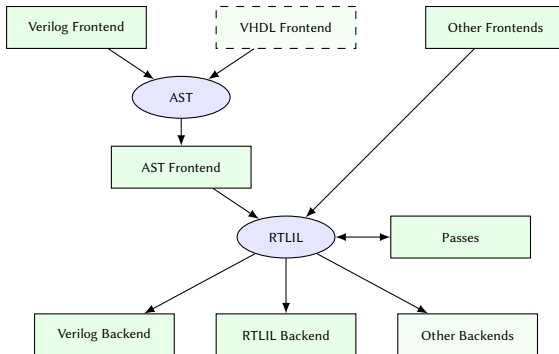 Verilog Frontend
VHDL Frontend
Other Frontends
AST
AST Frontend
RTLIL
Passes
Verilog Backend
RTLIL Backend
Other Backends